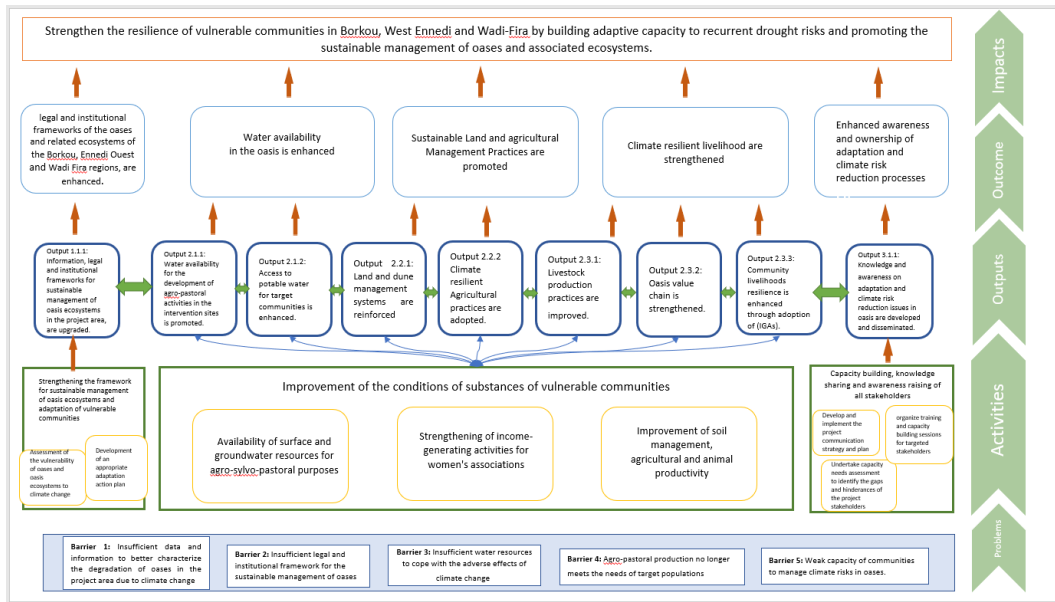 Strengthen the resilience of vulnerable communities in Borkou, West Ennedi and Wadi-Fira by building adaptive capacity to recurrent drought risks and promoting the
sustainable management of oases and associated ecosystems.
Impacts
legal and institutional
frameworks of the oases
and related ecosystems of
the Borkou, Ennedi Ouest
and Wadi Fira regions, are
enhanced.
Water availability
in the oasis is enhanced
Sustainable Land and agricultural
Management Practices are
promoted
Climate resilient livelihood are
strengthened
Enhanced awareness
and ownership of
adaptation and
climate risk
reduction processes
Outcome
Output 1.1.1:
Information, legal
and institutional
frameworks for
sustainable
management of
oasis ecosystems
in the project area,
are upgraded.
Output 2.1.1:
Water availability
for the
development of
agro-pastoral
activities in the
intervention sites
is promoted.
Output 2.1.2:
Access to
potable water
for target
communities is
enhanced.
Output 2.2.1:
Land and dune
management
systems are
reinforced
Output 2.2.2
Climate
resilient
Agricultural
practices are
adopted.
Output 2.3.1:
Livestock
production
practices are
improved.
Output 2.3.2:
Oasis value
chain is
strengthened.
Output 2.3.3:
Community
livelihoods
resilience is
enhanced
through adoption
of (IGAs).
Output 3.1.1:
Knowledge and
awareness on
adaptation and
climate risk
reduction issues in
oasis are developed
and disseminated.
Outputs
Strengthening the framework
for sustainable management
of oasis ecosystems and
adaptation of vulnerable
communities
Assessment of
the vulnerability
of oases and
oasis
ecosystems to
climate change
Development
of an
appropriate
adaptation
action plan
Improvement of the conditions of substances of vulnerable communities
Availability of surface and
groundwater resources for
agro-sylvo-pastoral purposes
Strengthening of income-
generating activities for
women's associations
Improvement of soil
management,
agricultural and animal
productivity
Capacity building, knowledge
sharing and awareness raising of
all stakeholders
Develop and
implement the
project
communication
strategy and plan
organize training
and capacity
building sessions
for targeted
stakeholders
Undertake capacity
needs assessment
to identify the gaps
and hinderances of
the project
stakeholders
Activities
Barrier 1: Insufficient data and
information to better characterize
the degradation of oases in the
project area due to climate change
Barrier 2: Insufficient legal and
institutional framework for the
sustainable management of oases
Barrier 3: Insufficient water resources
to cope with the adverse effects of
climate change
Barrier 4: Agro-pastoral production no longer
meets the needs of target populations
Barrier 5: Weak capacity of communities
to manage climate risks in oases.
Problems